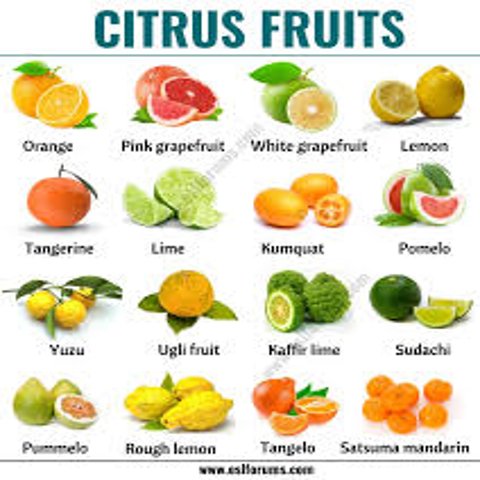 CITRUS FRUITS
Orange Pink grapefruit White grapefruit Lemon
Tangerine Lime Kumquat Pomelo
Yuzu Ugli fruit Kaffir lime Sudachi
Pummelo Rough lemon Tangelo Satsuma mandarin
www.eslforums.com